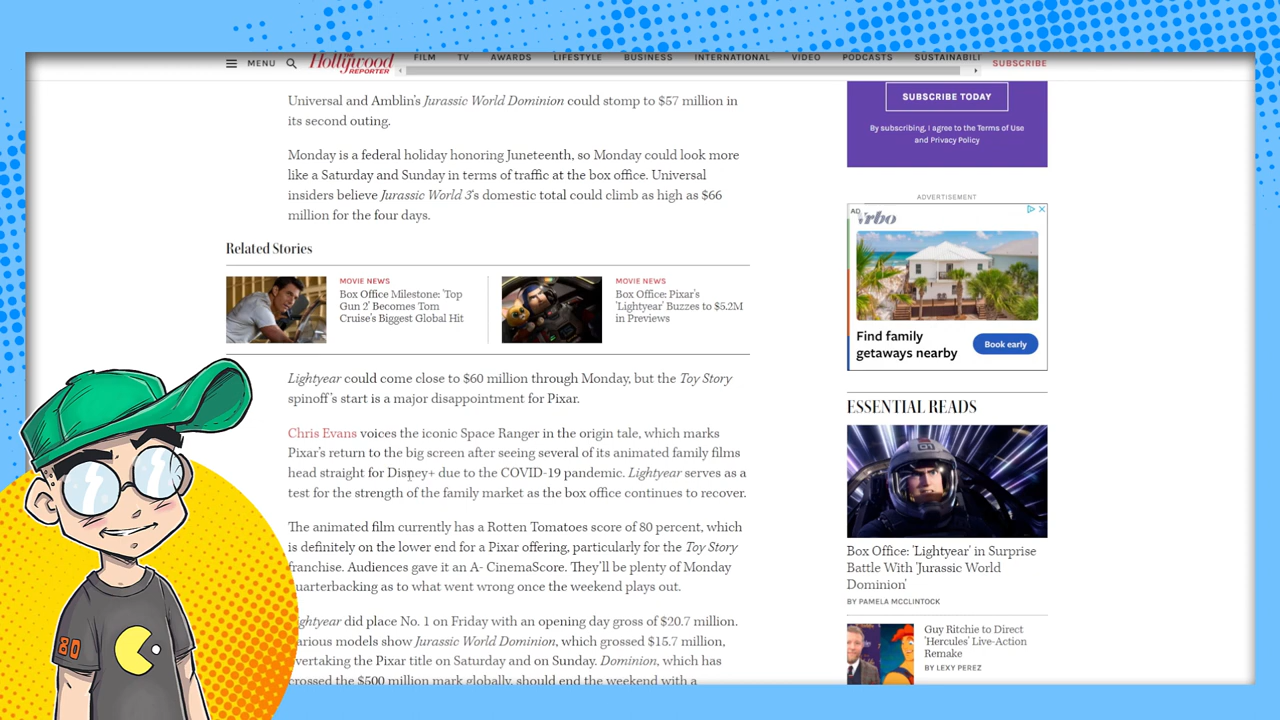 MENU
Hollywood
REPORTER
FILM TV AWARDS LIFESTYLE BUSINESS INTERNATIONAL VIDEO PODCASTS SUSTAINABILI
SUBSCRIBE
Universal and Amblin's Jurassic World Dominion could stomp to $57 million in
its second outing.
Monday is a federal holiday honoring Juneteenth, so Monday could look more
like a Saturday and Sunday in terms of traffic at the box office. Universal
insiders believe Jurassic World 3's domestic total could climb as high as $66
million for the four days.
Related Stories
MOVIE NEWS
Box Office Milestone: 'Top
Gun 2' Becomes Tom
Cruise's Biggest Global Hit
MOVIE NEWS
Box Office: Pixar's
'Lightyear' Buzzes to $5.2M
in Previews
Lightyear could come close to $60 million through Monday, but the Toy Story
spinoff's start is a major disappointment for Pixar.
Chris Evans voices the iconic Space Ranger in the origin tale, which marks
Pixar's return to the big screen after seeing several of its animated family films
head straight for Disney+ due to the COVID-19 pandemic. Lightyear serves as a
test for the strength of the family market as the box office continues to recover.
The animated film currently has a Rotten Tomatoes score of 80 percent, which
is definitely on the lower end for a Pixar offering, particularly for the Toy Story
franchise. Audiences gave it an A- CinemaScore. They'll be plenty of Monday
quarterbacking as to what went wrong once the weekend plays out.
Lightyear did place No. 1 on Friday with an opening day gross of $20.7 million.
Various models show Jurassic World Dominion, which grossed $15.7 million,
overtaking the Pixar title on Saturday and on Sunday. Dominion, which has
crossed the $500 million mark globally, should end the weekend with a
SUBSCRIBE TODAY
By subscribing, I agree to the Terms of Use
and Privacy Policy
ADVERTISEMENT
AD
Vrbo
Find family
getaways nearby
Book early
ESSENTIAL READS
01
Box Office: 'Lightyear' in Surprise
Battle With 'Jurassic World
Dominion'
BY PAMELA MCCLINTOCK
Guy Ritchie to Direct
'Hercules' Live-Action
Remake
BY LEXY PEREZ
80